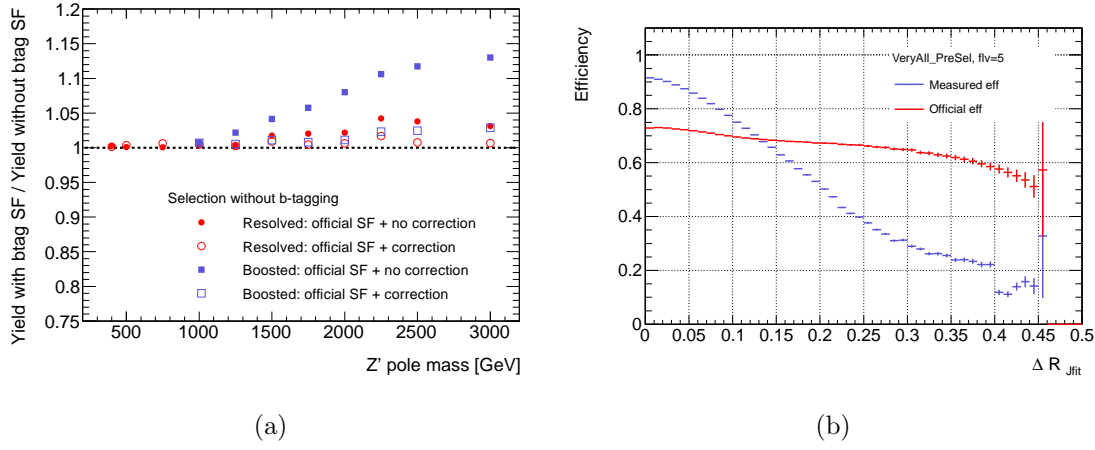 Yield with btag SF / Yield without btag SF
1.2
1.15
1.1
1.05
1
0.95
0.9
0.85
0.8
0.75
Selection without b-tagging
Resolved: official SF + no correction
Resolved: official SF + correction
Boosted: official SF + no correction
Boosted: official SF + correction
500 1000 1500 2000 2500 3000
Z' pole mass [GeV]
(a)
Efficiency
1
0.8
0.6
0.4
0.2
0
VeryAll_PreSel, flv=5
Measured eff
Official eff
0 0.05 0.1 0.15 0.2 0.25 0.3 0.35 0.4 0.45 0.5
Δ R Jfit
(b)